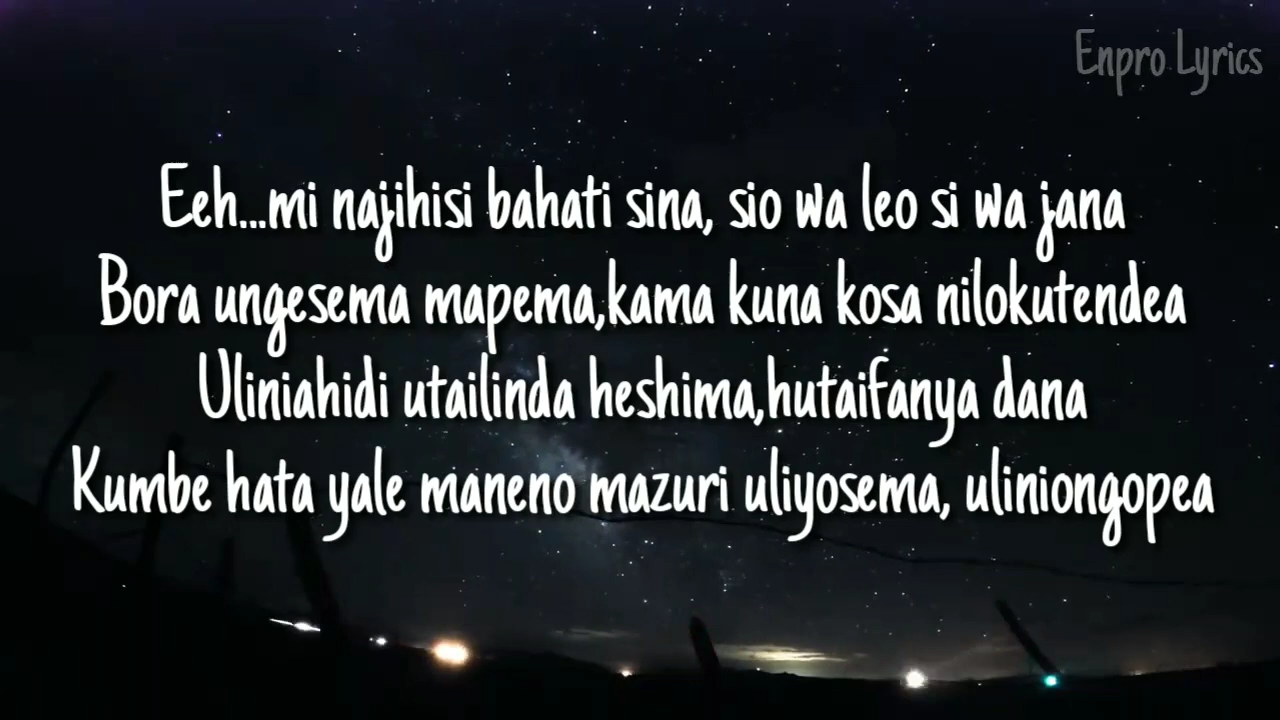 Enpro Lyrics
Eeh...mi najihisi bahati sina, sio wa leo si wa jana
Bora ungesema mapema,kama kuna kosa nilokutendea
Uliniahidi utailinda heshima,hutaifanya dana
Kumbe hata yale maneno mazuri uliyosema, uliniongopea